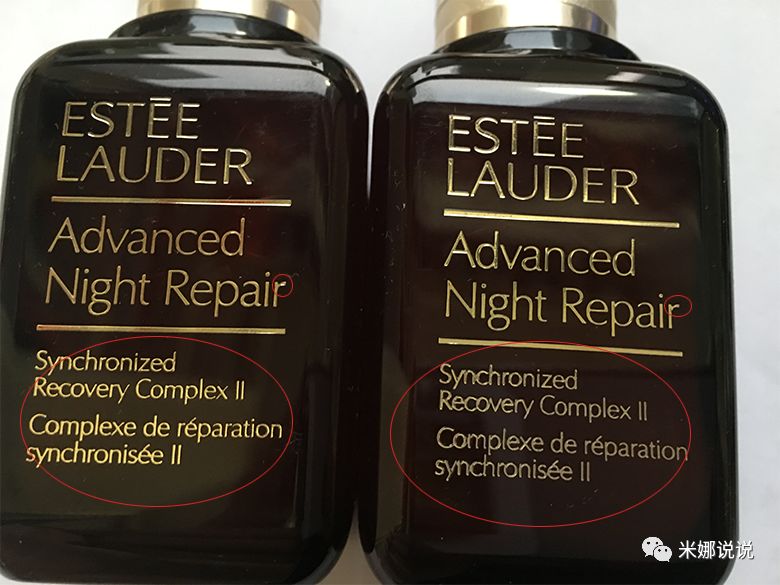 ESTĒE
LAUDER
Advanced
Night Repair
Synchronized
Recovery Complex II
Complexe de réparation
synchronisée II
ESTĒE
LAUDER
Advanced
Night Repair
Synchronized
Recovery Complex II
Complexe de réparation
synchronisée II
米娜说说